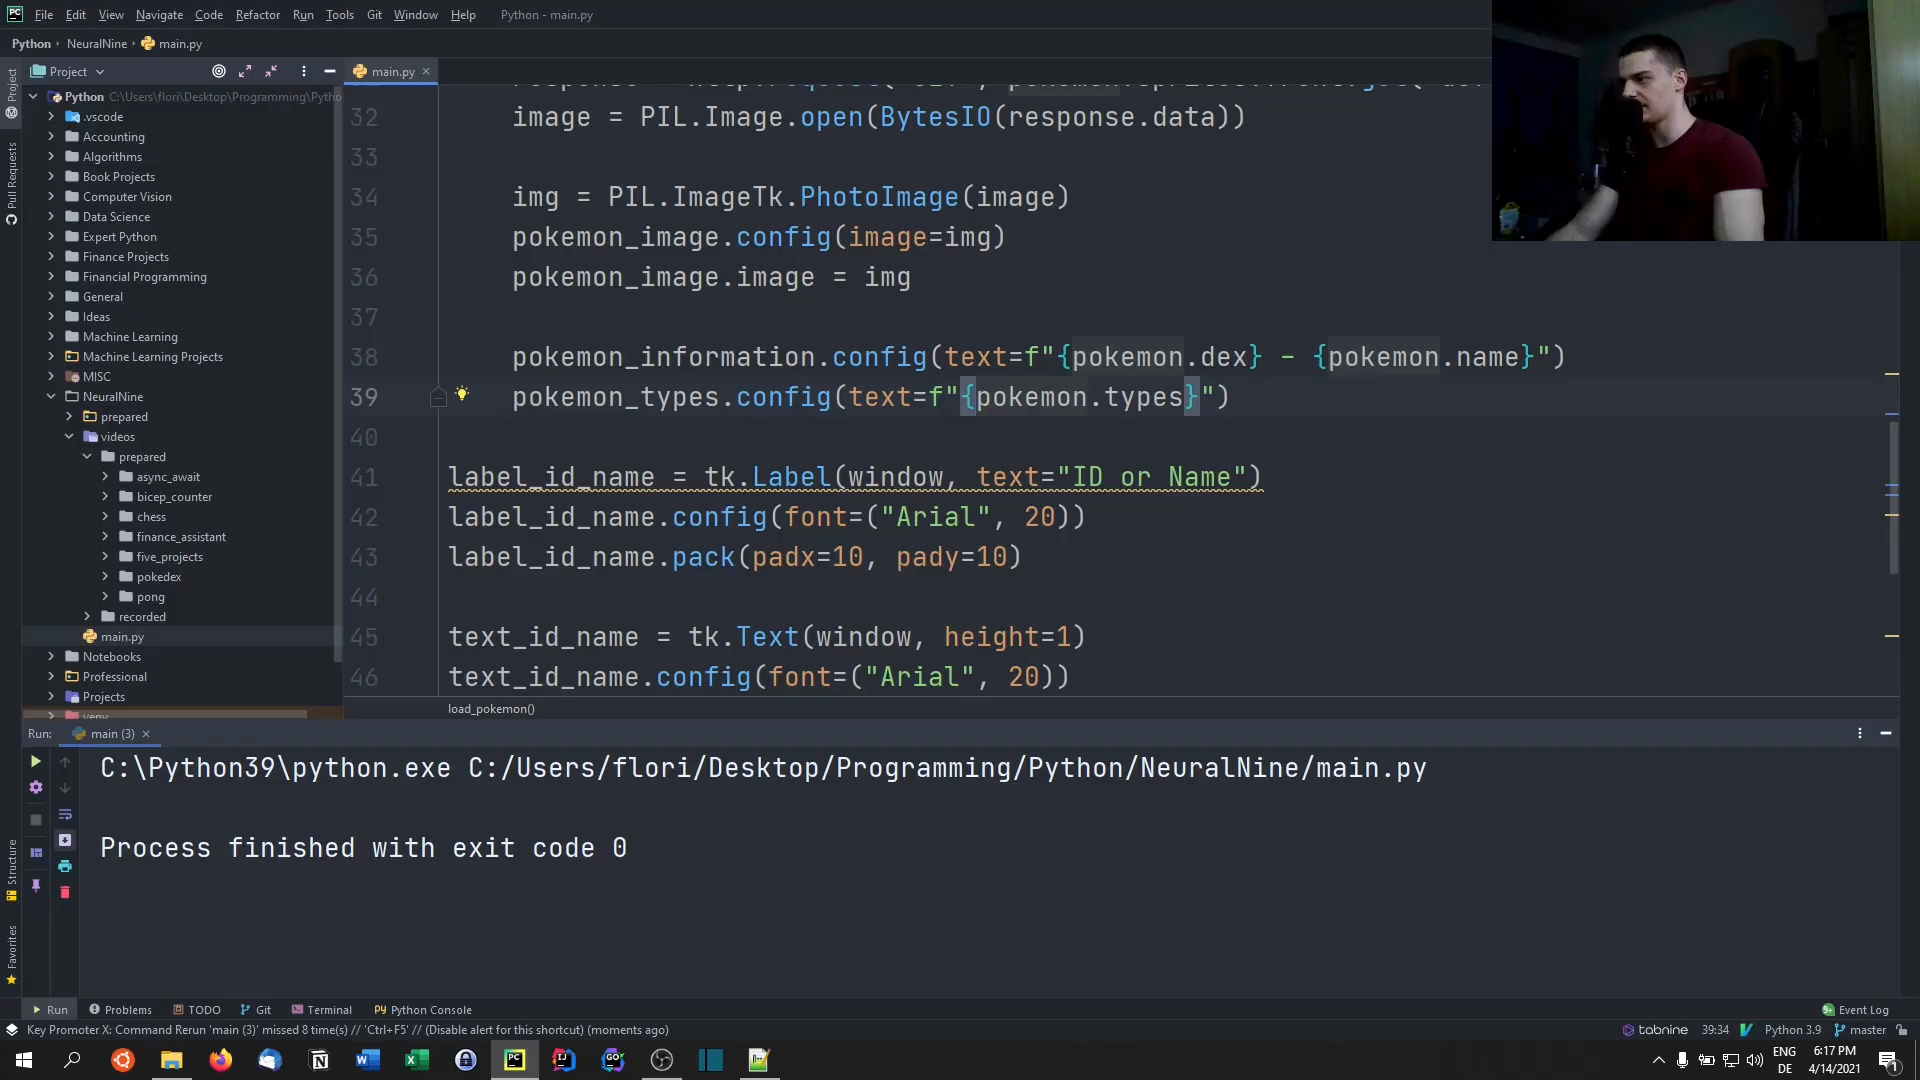 File Edit View Navigate Code Refactor Run Tools Git Window Help Python - main.py
Python NeuralNine main.py
Project
main.py
Project
Pull Requests
Python C:\Users\flori\Desktop\Programming\Pytho
.vscode
Accounting
Algorithms
Book Projects
Computer Vision
Data Science
Expert Python
Finance Projects
Financial Programming
General
Ideas
Machine Learning
Machine Learning Projects
MISC
NeuralNine
prepared
videos
prepared
async_await
bicep_counter
chess
finance_assistant
five_projects
pokedex
pong
recorded
main.py
Notebooks
Professional
Projects
venv
32 image = PIL.Image.open(BytesIO(response.data))
33
34 img = PIL.ImageTk.PhotoImage(image)
35 pokemon_image.config(image=img)
36 pokemon_image.image = img
37
38 pokemon_information.config(text=f"{pokemon.dex} - {pokemon.name}")
39 pokemon_types.config(text=f"{pokemon.types}")
40
41 label_id_name = tk.Label(window, text="ID or Name")
42 label_id_name.config(font=("Arial", 20))
43 label_id_name.pack(padx=10, pady=10)
44
45 text_id_name = tk.Text(window, height=1)
46 text_id_name.config(font=("Arial", 20))
load_pokemon()
Run: main (3)
C:\Python39\python.exe C:/Users/flori/Desktop/Programming/Python/NeuralNine/main.py
Process finished with exit code 0
Structure
Favorites
Run Problems TODO Git Terminal Python Console Event Log
Key Promoter X: Command Rerun 'main (3)' missed 8 time(s) // 'Ctrl+F5' // (Disable alert for this shortcut) (moments ago) tabnine 39:34 Python 3.9 master
ENG 6:17 PM
DE 4/14/2021